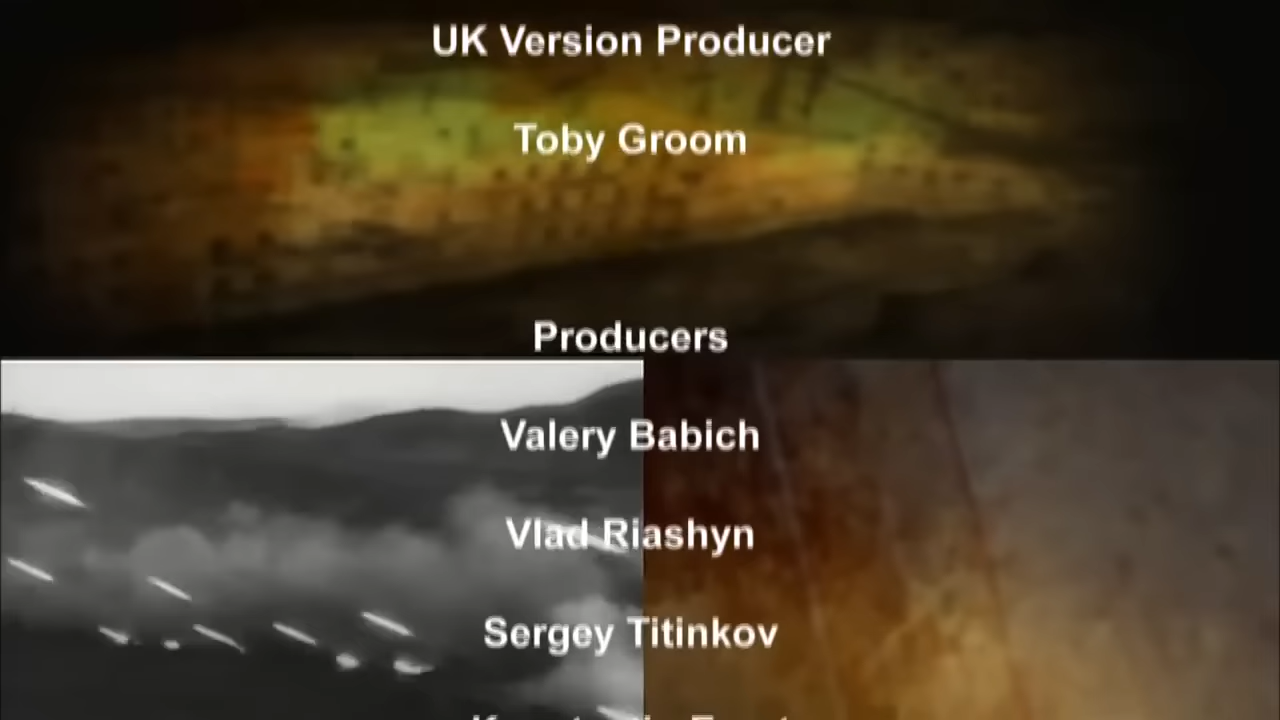 UK Version Producer
Toby Groom
Producers
Valery Babich
Vlad Riashyn
Sergey Titinkov